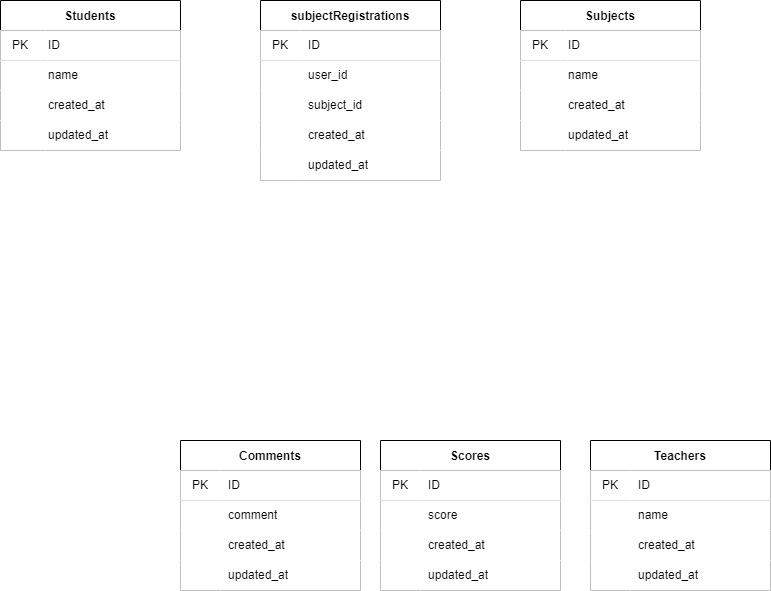 Students
PK ID
name
created_at
updated_at
subjectRegistrations
PK ID
user_id
subject_id
created_at
updated_at
Subjects
PK ID
name
created_at
updated_at
Comments
PK ID
comment
created_at
updated_at
Scores
PK ID
score
created_at
updated_at
Teachers
PK ID
name
created_at
updated_at